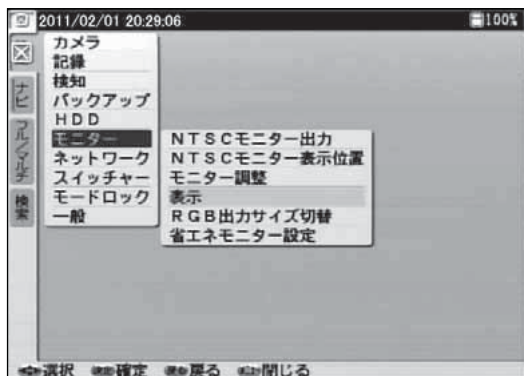 2011/02/01 20:29:06 100%
カメラ
記録
検知
バックアップ
HDD
モニター
ネットワーク
スイッチャー
モードロック
一般
NTSCモニター出力
NTSCモニター表示位置
モニター調整
表示
RGB出力サイズ切替
省エネモニター設定
ナビ
フル/マルチ
検索
選択 確定 戻る 閉じる